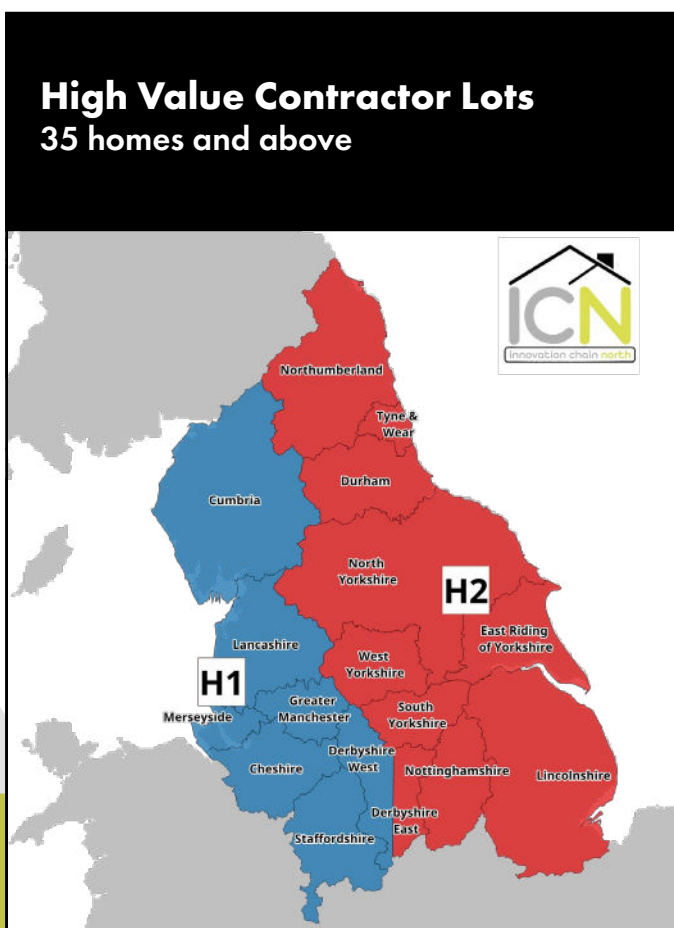 High Value Contractor Lots
35 homes and above
ICN
innovation chain north
Northumberland
Tyne &
Wear
Durham
Cumbria
North
Yorkshire
H2
East Riding
of Yorkshire
Lancashire
West
Yorkshire
H1
Merseyside
Greater
Manchester
South
Yorkshire
Cheshire
Derbyshire
West
Nottinghamshire
Lincolnshire
Derbyshire
East
Staffordshire